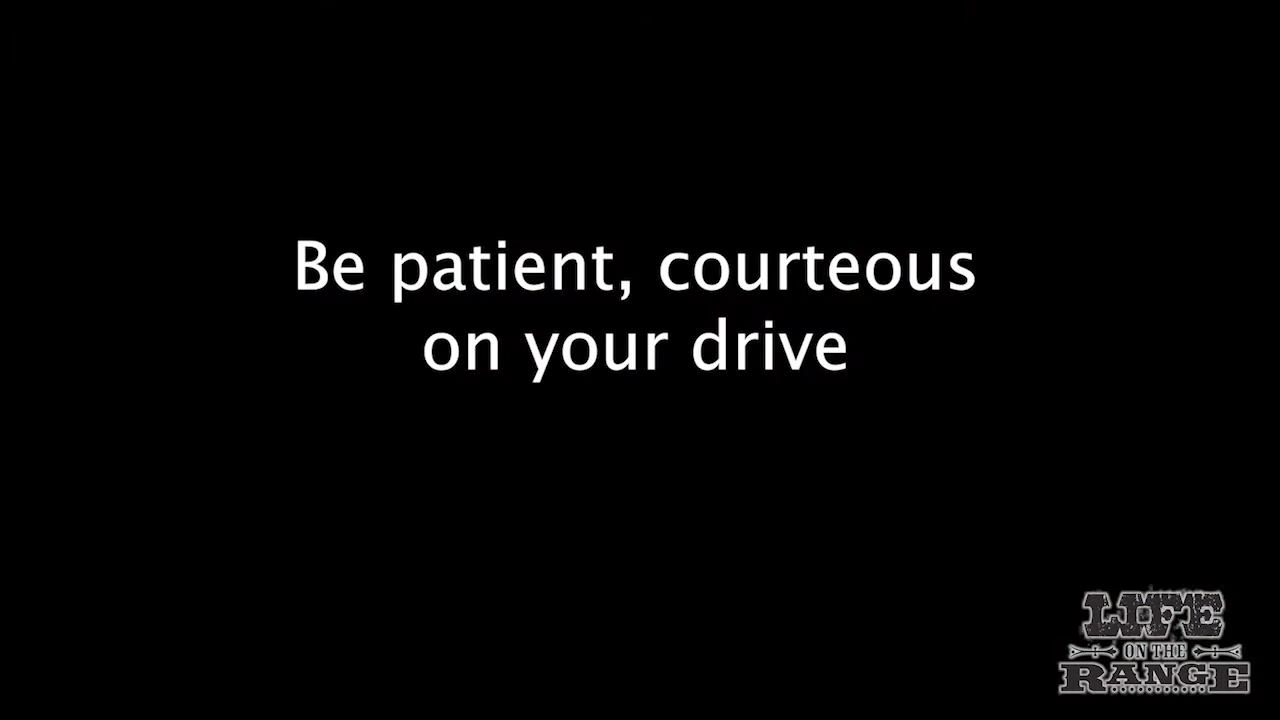 Be patient, courteous
on your drive
LIFE
ON THE
RANGE